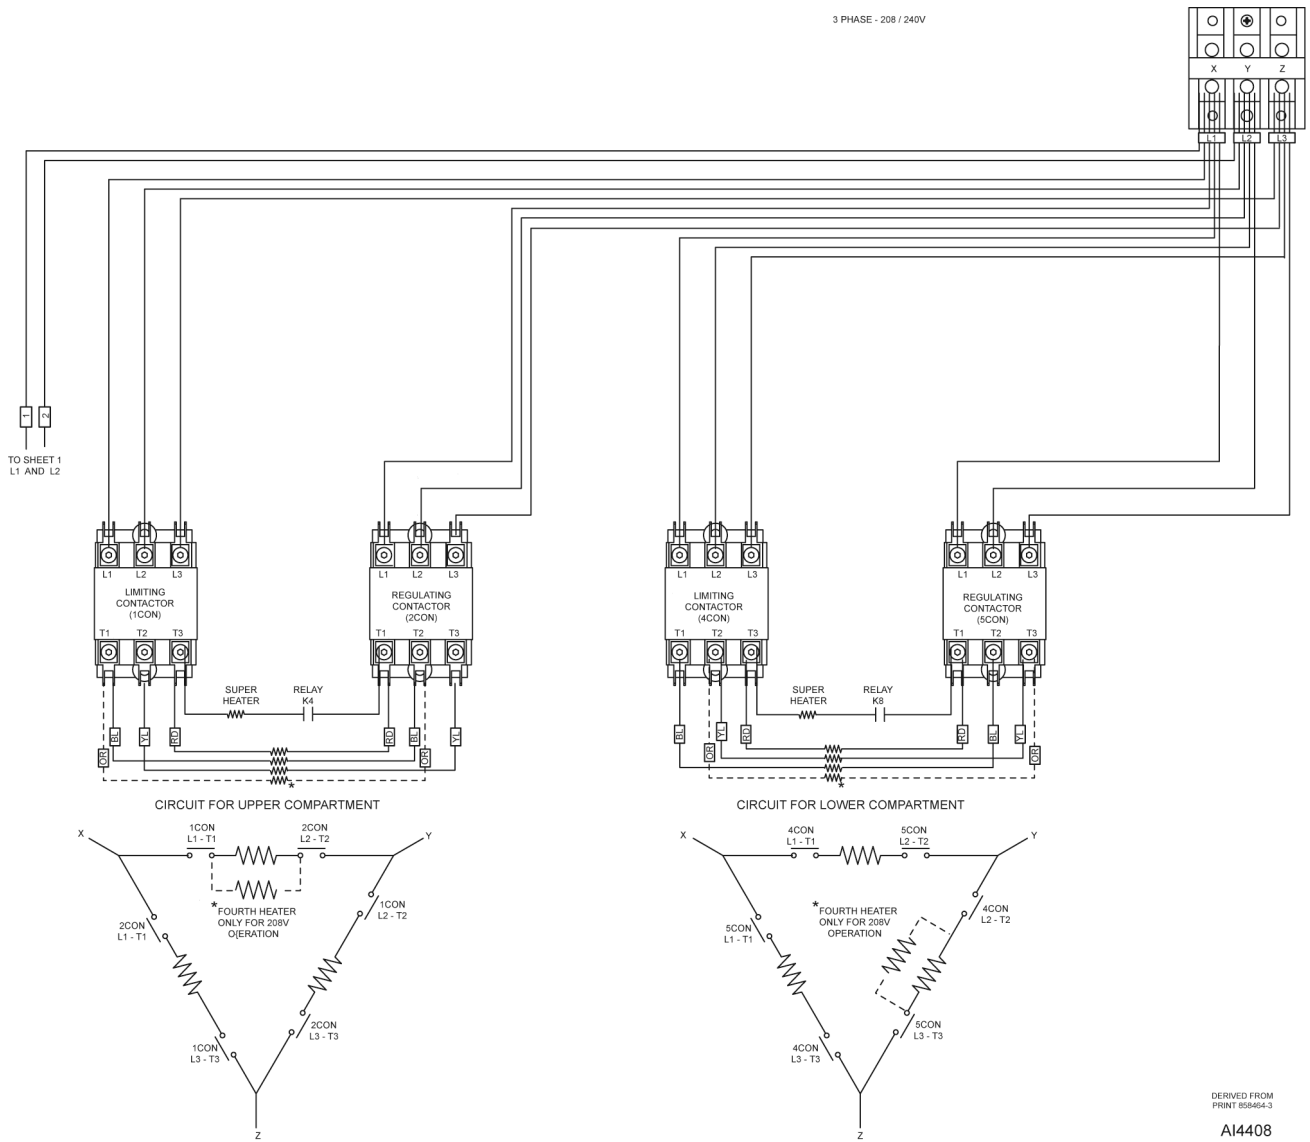 3 PHASE - 208 / 240V
X Y Z
L1 L2 L3
1 2
TO SHEET 1
L1 AND L2
L1 L2 L3
LIMITING
CONTACTOR
(1CON)
T1 T2 T3
L1 L2 L3
REGULATING
CONTACTOR
(2CON)
T1 T2 T3
L1 L2 L3
LIMITING
CONTACTOR
(4CON)
T1 T2 T3
L1 L2 L3
REGULATING
CONTACTOR
(5CON)
T1 T2 T3
SUPER
HEATER
RELAY
K4
OR BL YL RD
RD BL OR YL
*
SUPER
HEATER
RELAY
K8
BL OR YL RD
RD BL YL OR
*
CIRCUIT FOR UPPER COMPARTMENT
X
1CON
L1 - T1
2CON
L2 - T2
Y
* FOURTH HEATER
ONLY FOR 208V
O[ERATION
1CON
L2 - T2
2CON
L1 - T1
2CON
L3 - T3
1CON
L3 - T3
Z
CIRCUIT FOR LOWER COMPARTMENT
X
4CON
L1 - T1
5CON
L2 - T2
Y
* FOURTH HEATER
ONLY FOR 208V
OPERATION
4CON
L2 - T2
5CON
L1 - T1
5CON
L3 - T3
4CON
L3 - T3
Z
DERIVED FROM
PRINT 858464-3
AI4408